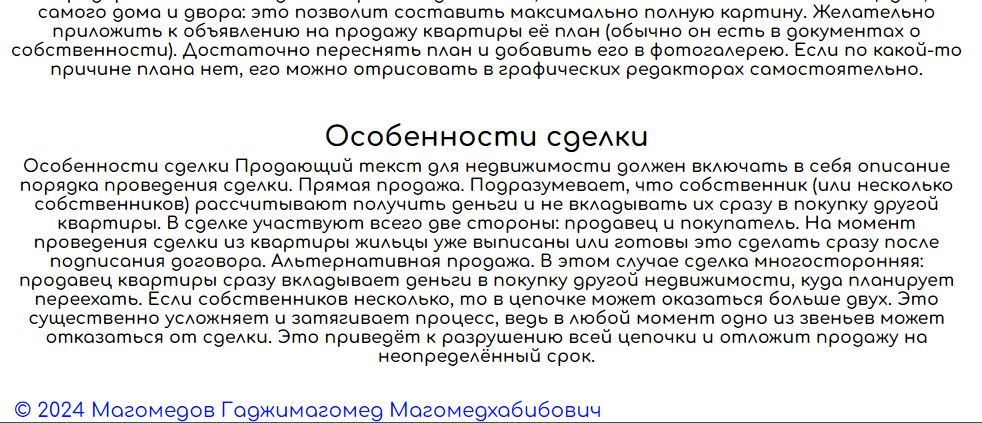 самого дома и двора: это позволит составить максимально полную картину. Желательно
приложить к объявлению на продажу квартиры её план (обычно он есть в документах о
собственности). Достаточно переснять план и добавить его в фотогалерею. Если по какой-то
причине плана нет, его можно отрисовать в графических редакторах самостоятельно.
Особенности сделки
Особенности сделки Продающий текст для недвижимости должен включать в себя описание
порядка проведения сделки. Прямая продажа. Подразумевает, что собственник (или несколько
собственников) рассчитывают получить деньги и не вкладывать их сразу в покупку другой
квартиры. В сделке участвуют всего две стороны: продавец и покупатель. На момент
проведения сделки из квартиры жильцы уже выписаны или готовы это сделать сразу после
подписания договора. Альтернативная продажа. В этом случае сделка многосторонняя:
продавец квартиры сразу вкладывает деньги в покупку другой недвижимости, куда планирует
переехать. Если собственников несколько, то в цепочке может оказаться больше двух. Это
существенно усложняет и затягивает процесс, ведь в любой момент одно из звеньев может
отказаться от сделки. Это приведёт к разрушению всей цепочки и отложит продажу на
неопределённый срок.
© 2024 Магомедов Гаджимагомед Магомедхабибович